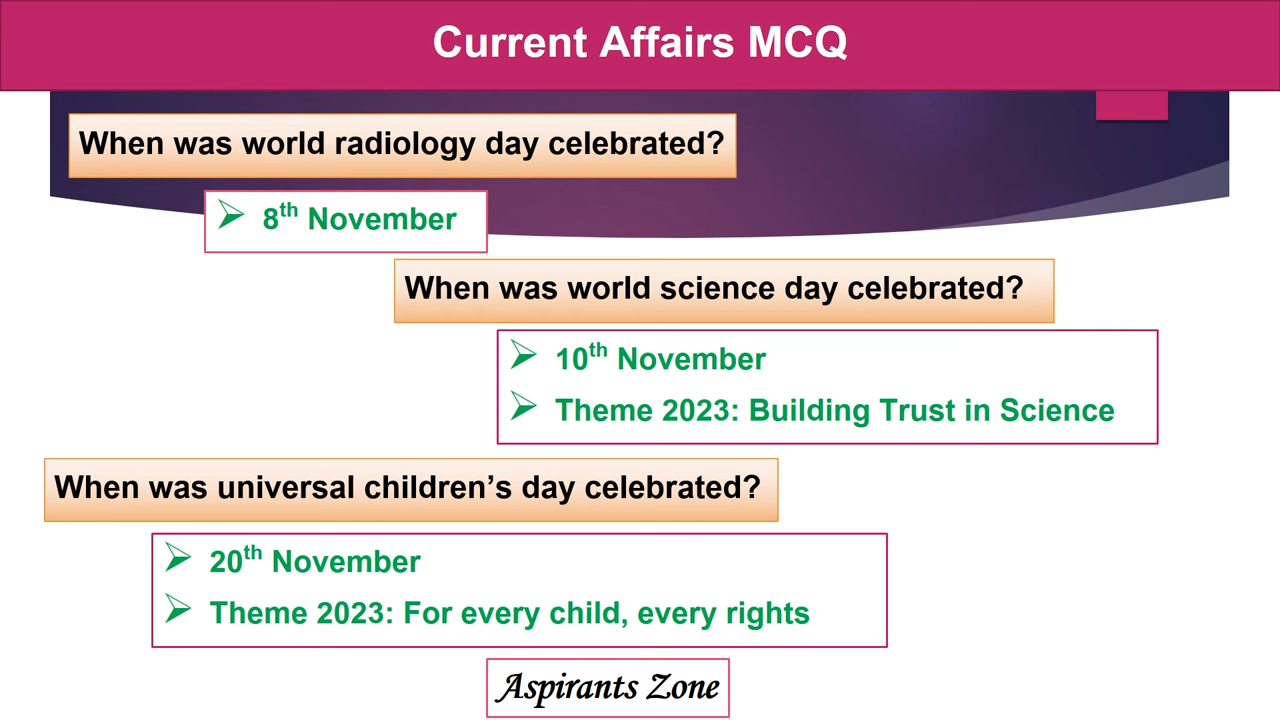 Current Affairs MCQ
When was world radiology day celebrated?
8th November
When was world science day celebrated?
10th November
Theme 2023: Building Trust in Science
When was universal children’s day celebrated?
20th November
Theme 2023: For every child, every rights
Aspirants Zone